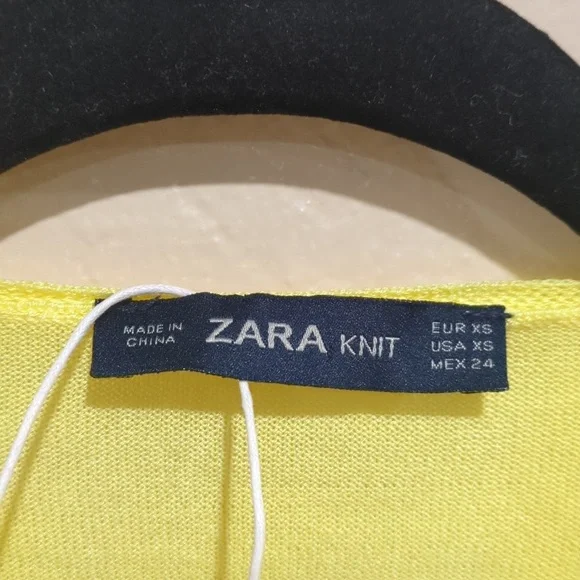 MADE IN
CHINA
ZARA KNIT
EUR XS
USA XS
MEX 24